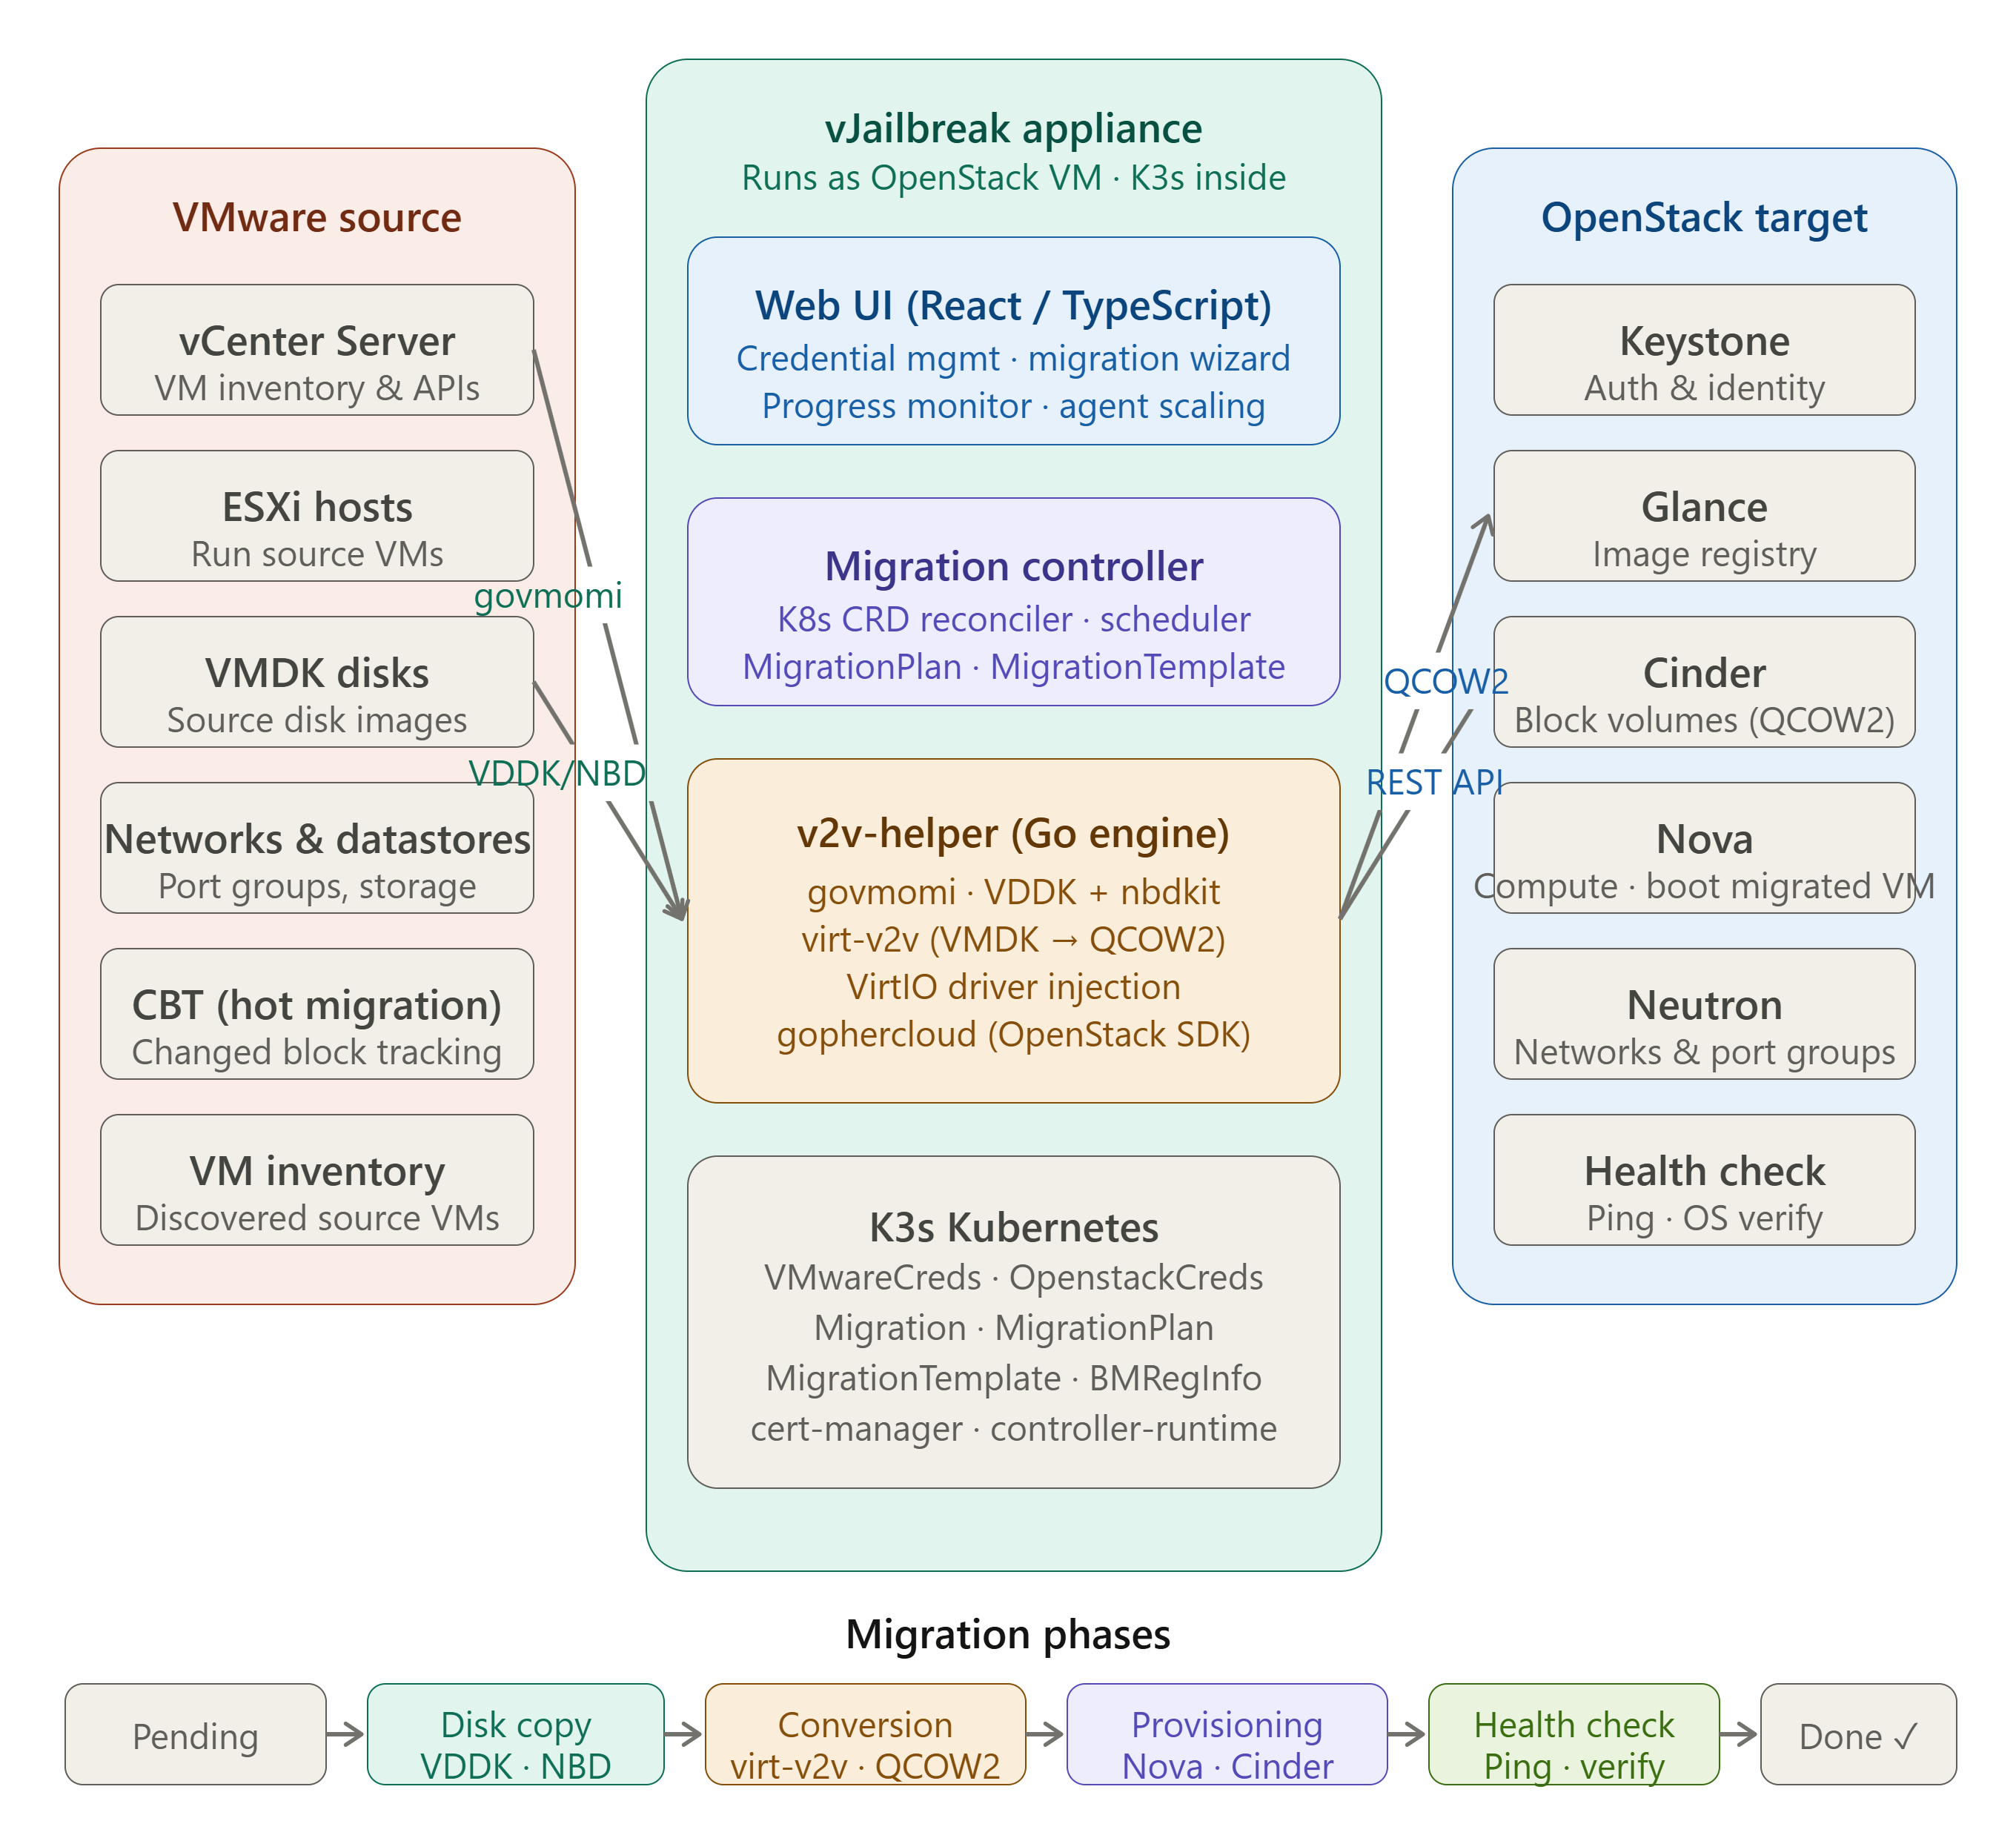 vJailbreak appliance
Runs as OpenStack VM · K3s inside
VMware source
vCenter Server
VM inventory & APIs
ESXi hosts
Run source VMs
VMDK disks
Source disk images
Networks & datastores
Port groups, storage
CBT (hot migration)
Changed block tracking
VM inventory
Discovered source VMs
govmomi
VDDK/NBD
Web UI (React / TypeScript)
Credential mgmt · migration wizard
Progress monitor · agent scaling
Migration controller
K8s CRD reconciler · scheduler
MigrationPlan · MigrationTemplate
v2v-helper (Go engine)
govmomi · VDDK + nbdkit
virt-v2v (VMDK → QCOW2)
VirtIO driver injection
gophercloud (OpenStack SDK)
K3s Kubernetes
VMwareCreds · OpenstackCreds
Migration · MigrationPlan
MigrationTemplate · BMRegInfo
cert-manager · controller-runtime
QCOW2
REST API
OpenStack target
Keystone
Auth & identity
Glance
Image registry
Cinder
Block volumes (QCOW2)
Nova
Compute · boot migrated VM
Neutron
Networks & port groups
Health check
Ping · OS verify
Migration phases
Pending
Disk copy
VDDK · NBD
Conversion
virt-v2v · QCOW2
Provisioning
Nova · Cinder
Health check
Ping · verify
Done ✓